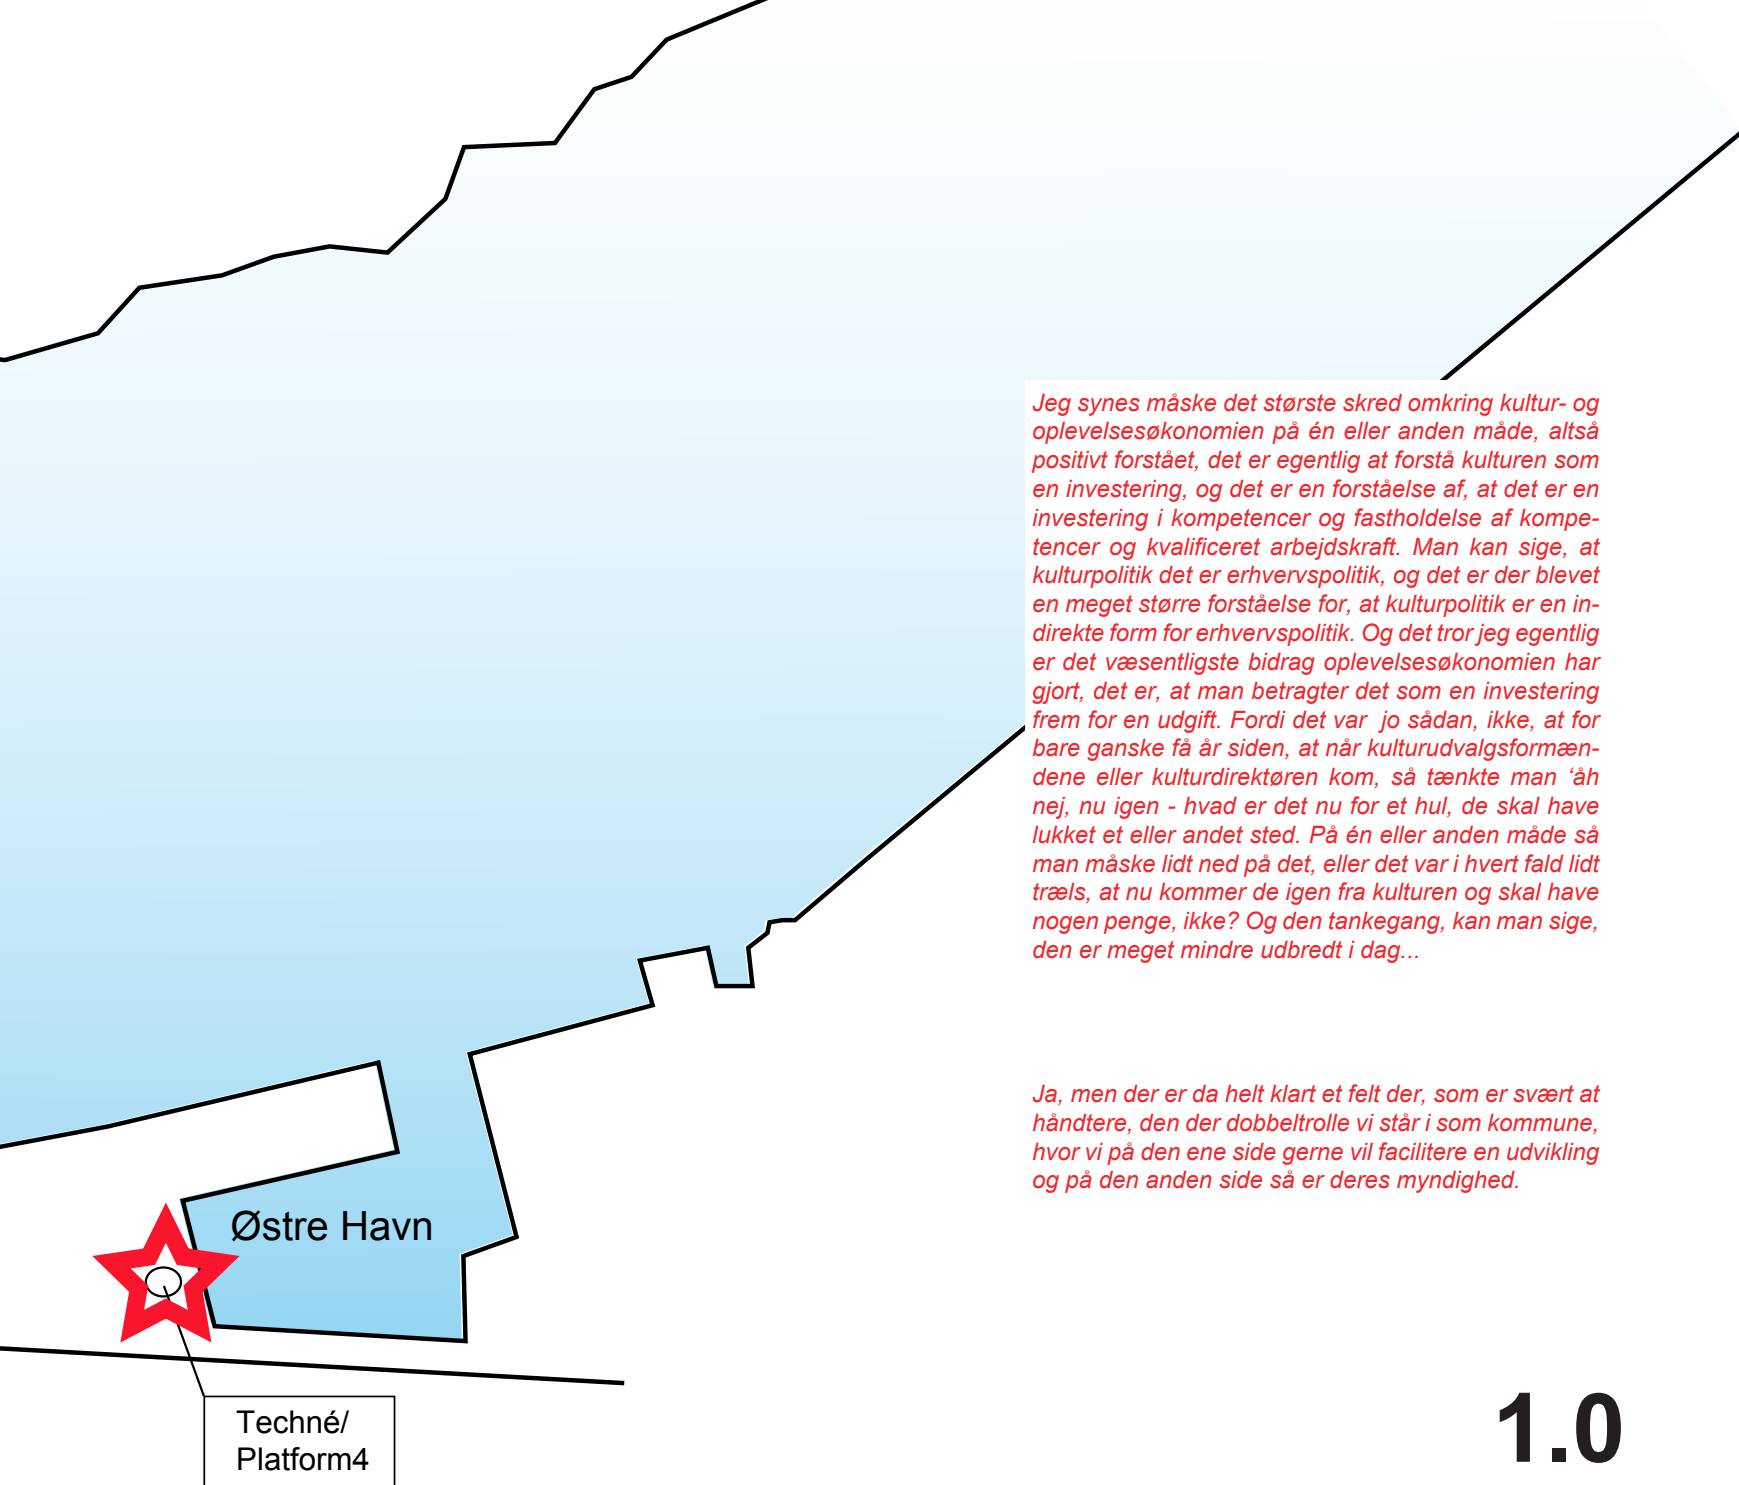 Jeg synes måske det største skred omkring kultur- og
oplevelsesøkonomien på én eller anden måde, altså
positivt forstået, det er egentlig at forstå kulturen som
en investering, og det er en forståelse af, at det er en
investering i kompetencer og fastholdelse af kompe-
tencer og kvalificeret arbejdskraft. Man kan sige, at
kulturpolitik det er erhvervspolitik, og det er der blevet
en meget større forståelse for, at kulturpolitik er en in-
direkte form for erhvervspolitik. Og det tror jeg egentlig
er det væsentligste bidrag oplevelsesøkonomien har
gjort, det er, at man betragter det som en investering
frem for en udgift. Fordi det var  jo sådan, ikke, at for
bare ganske få år siden, at når kulturudvalgsformæn-
dene eller kulturdirektøren kom, så tænkte man ‘åh
nej, nu igen - hvad er det nu for et hul, de skal have
lukket et eller andet sted. På én eller anden måde så
man måske lidt ned på det, eller det var i hvert fald lidt
træls, at nu kommer de igen fra kulturen og skal have
nogen penge, ikke? Og den tankegang, kan man sige,
den er meget mindre udbredt i dag...
Ja, men der er da helt klart et felt der, som er svært at
håndtere, den der dobbeltrolle vi står i som kommune,
hvor vi på den ene side gerne vil facilitere en udvikling
og på den anden side så er deres myndighed.
Østre Havn
Techné/
Platform4
1.0